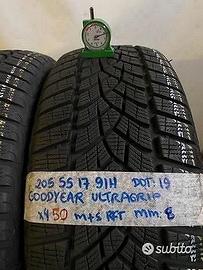 205 55 17 91H DOT. 19
GOODYEAR ULTRAGRIP
x4 50 M+S RFT mm. 8
subito